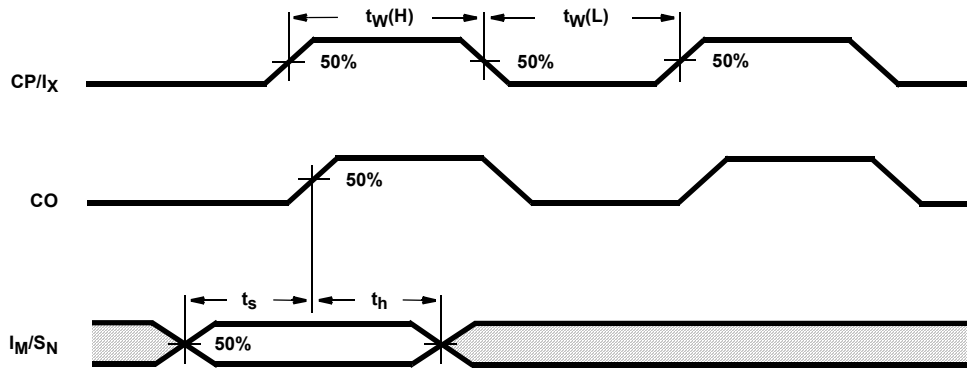 tW(H) tW(L)
50% 50% 50%
CP/IX
50%
CO
ts th
IM/SN
50%